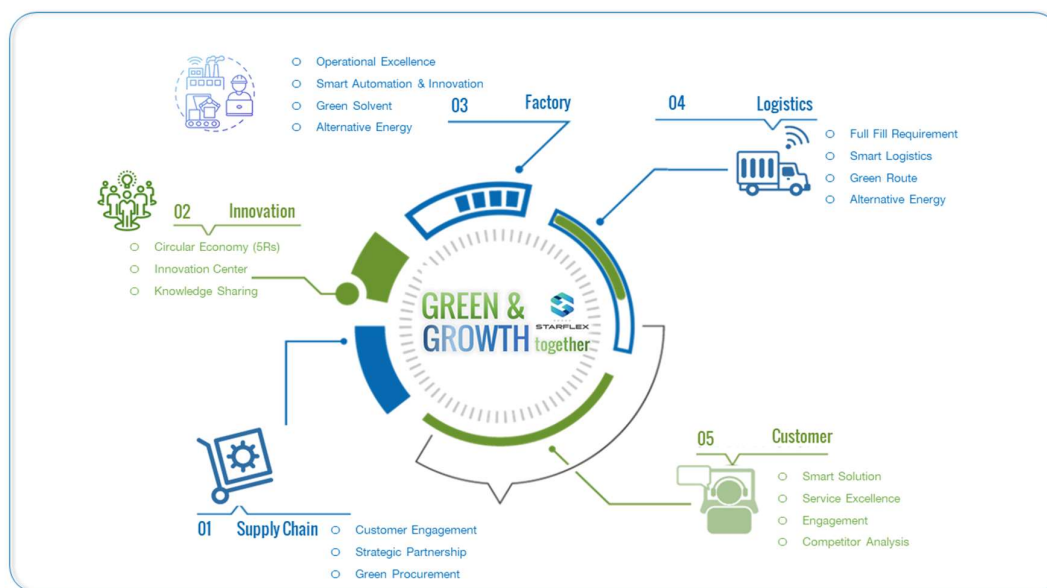 Operational Excellence
Smart Automation & Innovation
Green Solvent
Alternative Energy
03 Factory
04 Logistics
Full Fill Requirement
Smart Logistics
Green Route
Alternative Energy
02 Innovation
Circular Economy (5Rs)
Innovation Center
Knowledge Sharing
GREEN &
STARFLEX
GROWTH together
05 Customer
Smart Solution
Service Excellence
Engagement
Competitor Analysis
01 Supply Chain
Customer Engagement
Strategic Partnership
Green Procurement